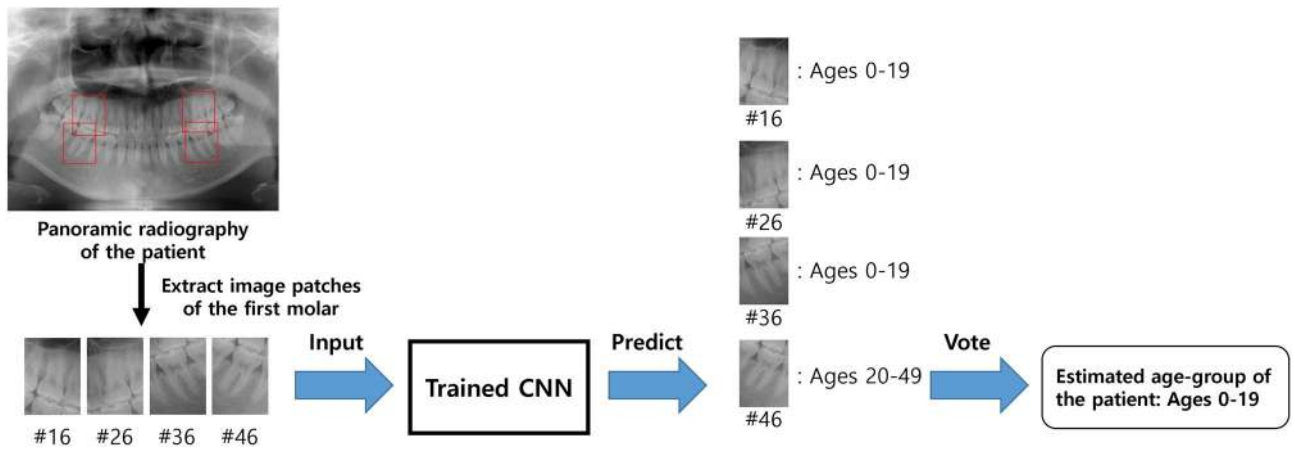 Panoramic radiography
of the patient
Extract image patches
of the first molar
#16 #26 #36 #46
Input
Trained CNN
Predict
: Ages 0-19
#16
: Ages 0-19
#26
: Ages 0-19
#36
: Ages 20-49
#46
Vote
Estimated age-group of
the patient: Ages 0-19